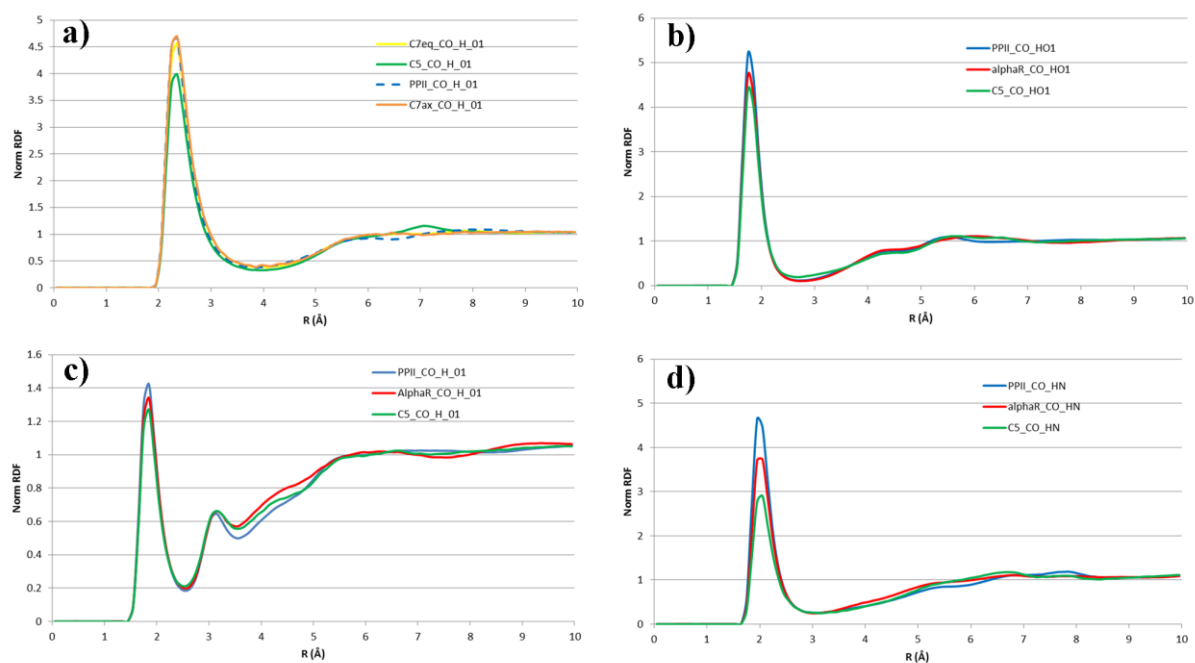 a)
5
4.5
4
3.5
3
2.5
2
1.5
1
0.5
0
Norm RDF
C7eq_CO_H_01
C5_CO_H_01
PPII_CO_H_01
C7ax_CO_H_01
0 1 2 3 4 5 6 7 8 9 10
R (Å)
b)
6
5
4
3
2
1
0
Norm RDF
PPII_CO_HO1
alphaR_CO_HO1
C5_CO_HO1
0 1 2 3 4 5 6 7 8 9 10
R (Å)
c)
1.6
1.4
1.2
1
0.8
0.6
0.4
0.2
0
Norm RDF
PPII_CO_H_01
AlphaR_CO_H_01
C5_CO_H_01
0 1 2 3 4 5 6 7 8 9 10
R (Å)
d)
6
5
4
3
2
1
0
Norm RDF
PPII_CO_HN
alphaR_CO_HN
C5_CO_HN
0 1 2 3 4 5 6 7 8 9 10
R (Å)